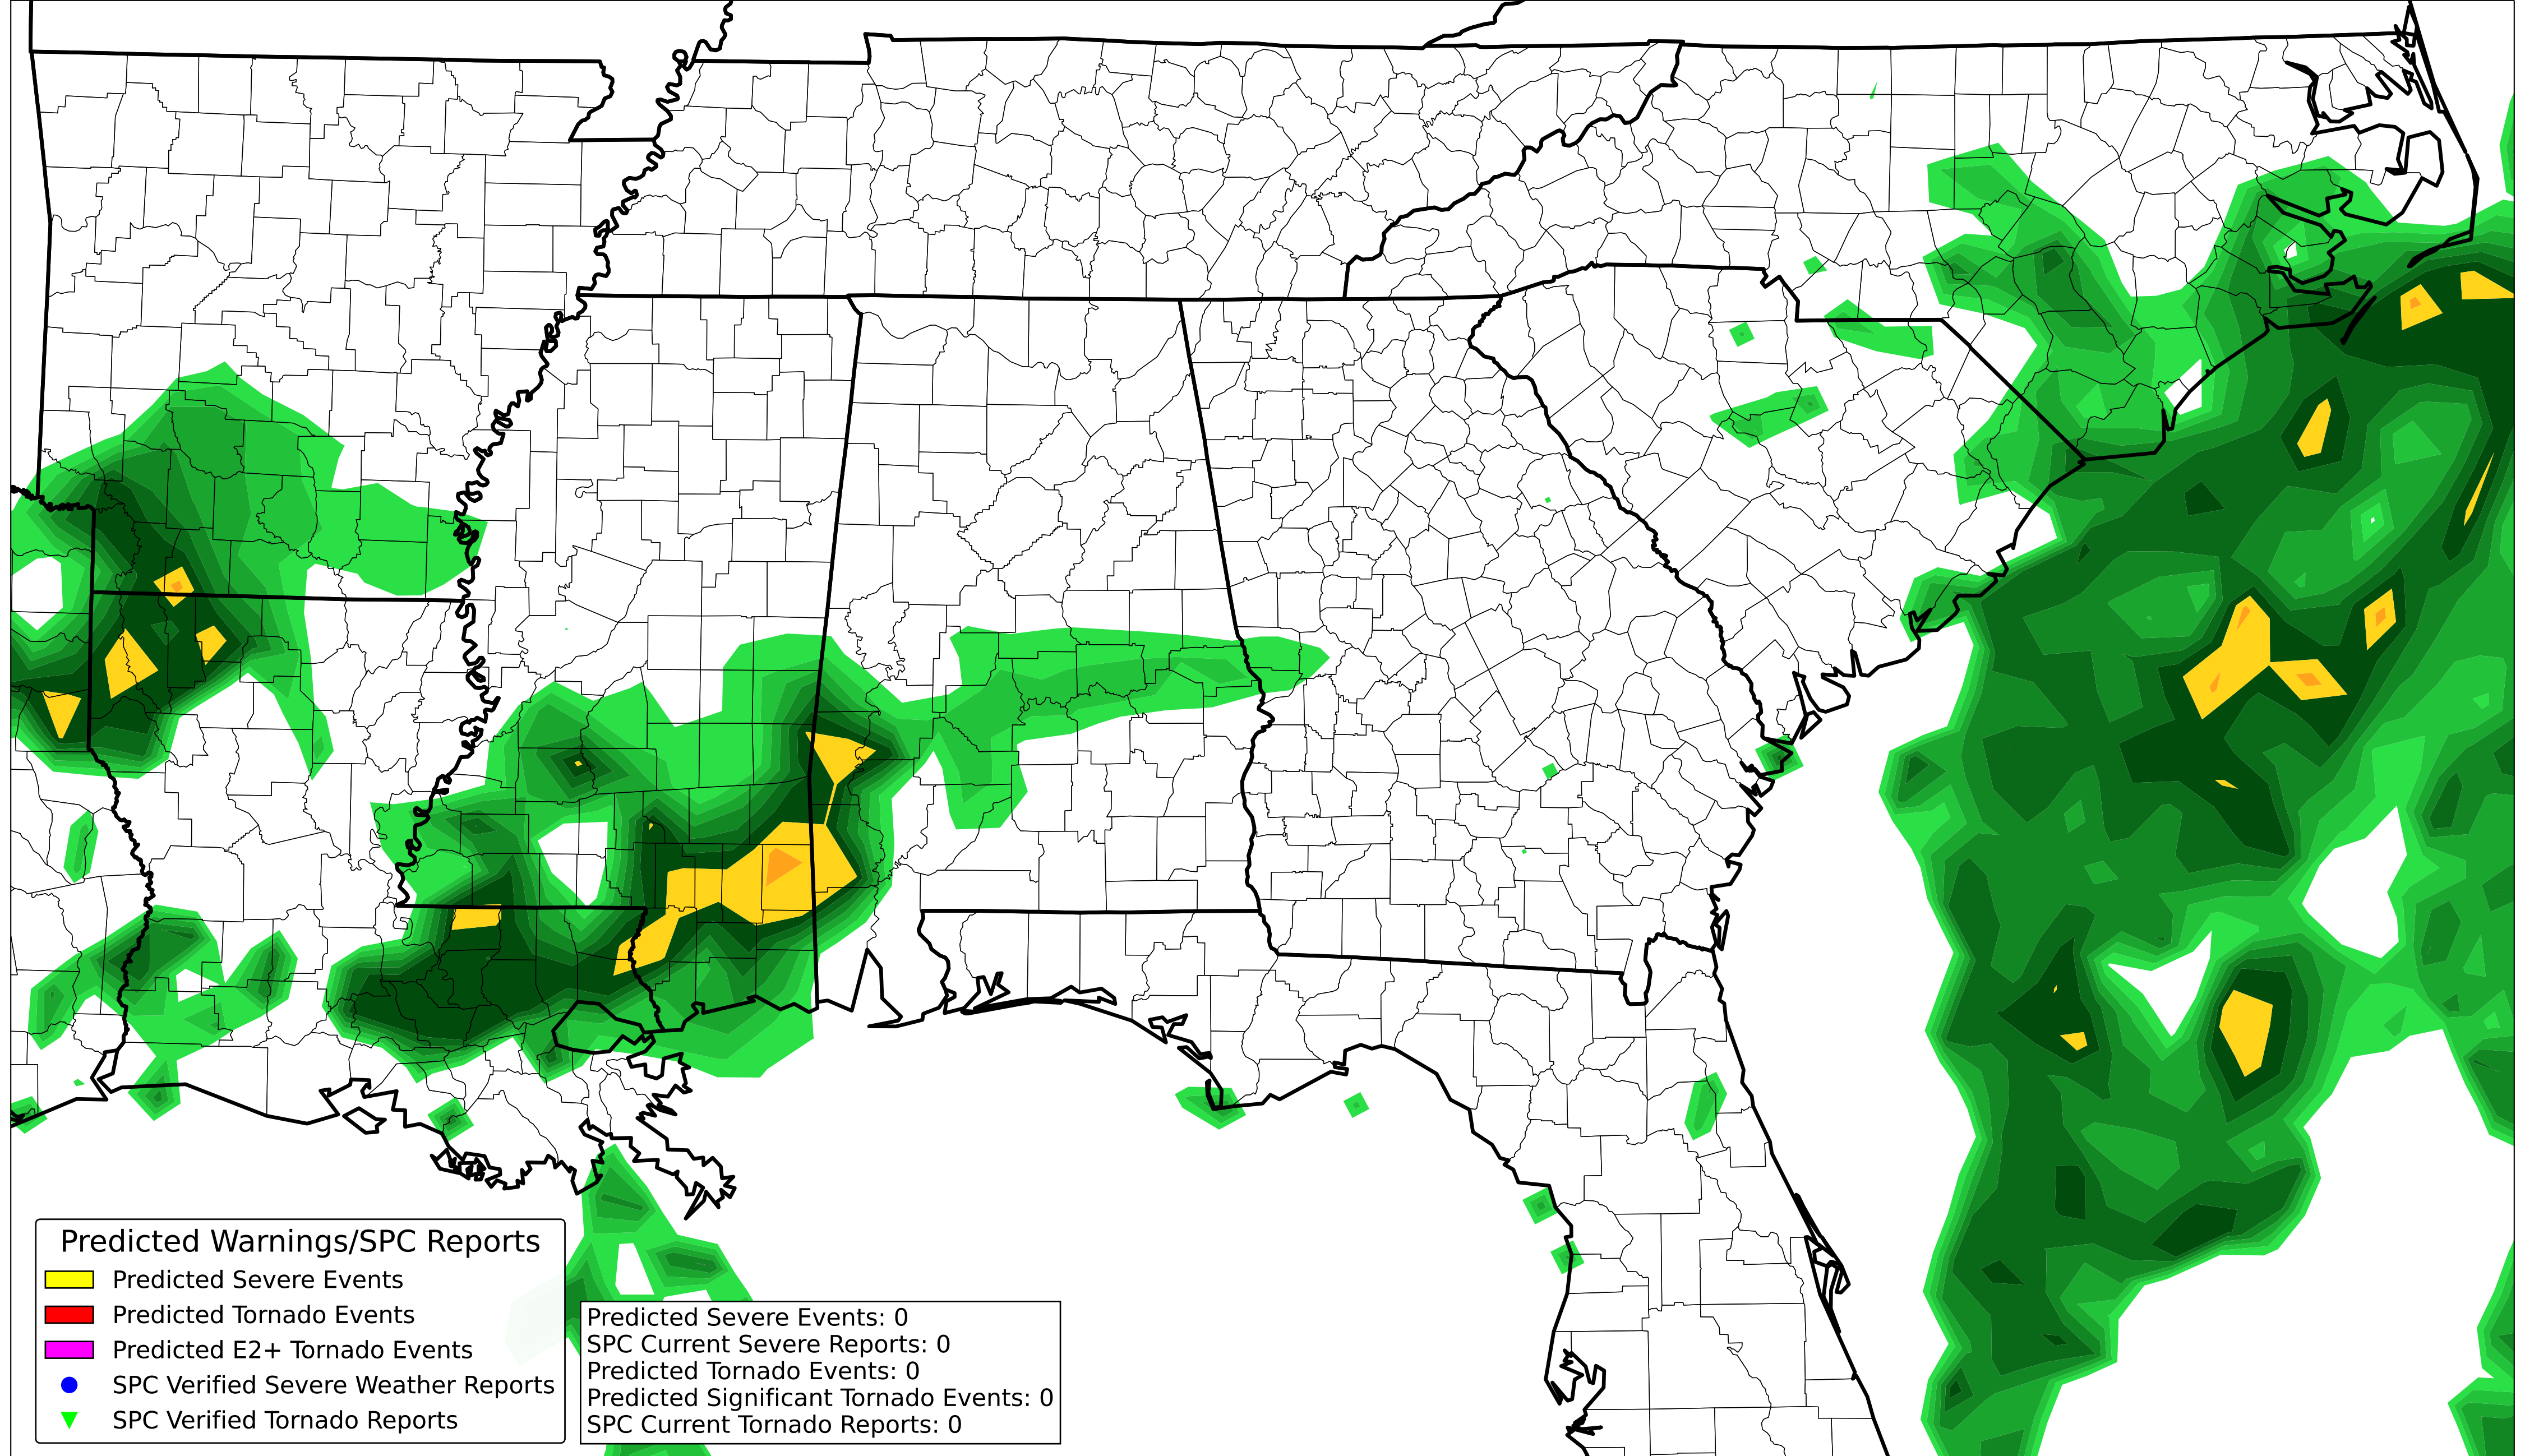 Predicted Warnings/SPC Reports
Predicted Severe Events
Predicted Tornado Events
Predicted E2+ Tornado Events
SPC Verified Severe Weather Reports
SPC Verified Tornado Reports
Predicted Severe Events: 0
SPC Current Severe Reports: 0
Predicted Tornado Events: 0
Predicted Significant Tornado Events: 0
SPC Current Tornado Reports: 0